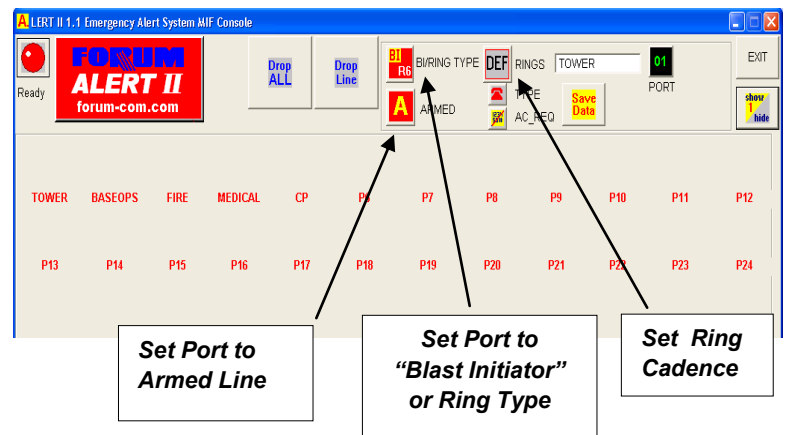 A LERT II 1.1 Emergency Alert System MIF Console
Ready
FORUM
ALERT II
forum-com.com
Drop
ALL
Drop
Line
BI
R6
BI/RING TYPE
DEF
RINGS
TOWER
01
PORT
EXIT
A
ARMED
TYPE
AC_REQ
Save
Data
show
1
hide
TOWER BASEOPS FIRE MEDICAL CP P6 P7 P8 P9 P10 P11 P12
P13 P14 P15 P16 P17 P18 P19 P20 P21 P22 P23 P24
Set Port to
Armed Line
Set Port to
“Blast Initiator”
or Ring Type
Set Ring
Cadence